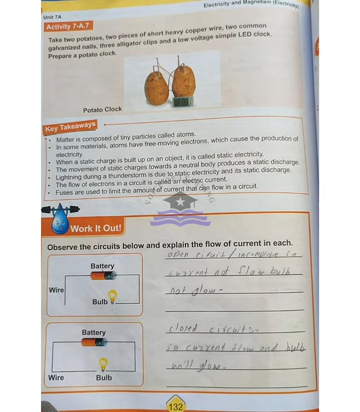 Electricity and Magnetism (Electricity)
Unit 7A
Activity 7-A.7
Take two potatoes, two pieces of short heavy copper wire, two common
galvanized nails, three alligator clips and a low voltage simple LED clock.
Prepare a potato clock.
Potato Clock
Key Takeaways
• Matter is composed of tiny particles called atoms.
• In some materials, atoms have free-moving electrons, which cause the production of
electricity.
• When a static charge is built up on an object, it is called static electricity.
• The movement of static charges towards a neutral body produces a static discharge.
• Lightning during a thunderstorm is due to static electricity and its static discharge.
• The flow of electrons in a circuit is called an electric current.
• Fuses are used to limit the amount of current that can flow in a circuit.
Work It Out!
Observe the circuits below and explain the flow of current in each.
Battery
Wire
Bulb
open circuit/incomplete so
current not flow bulb
not glow.
Battery
Wire
Bulb
closed circuit.
so current flow and bulb
will glow.
132